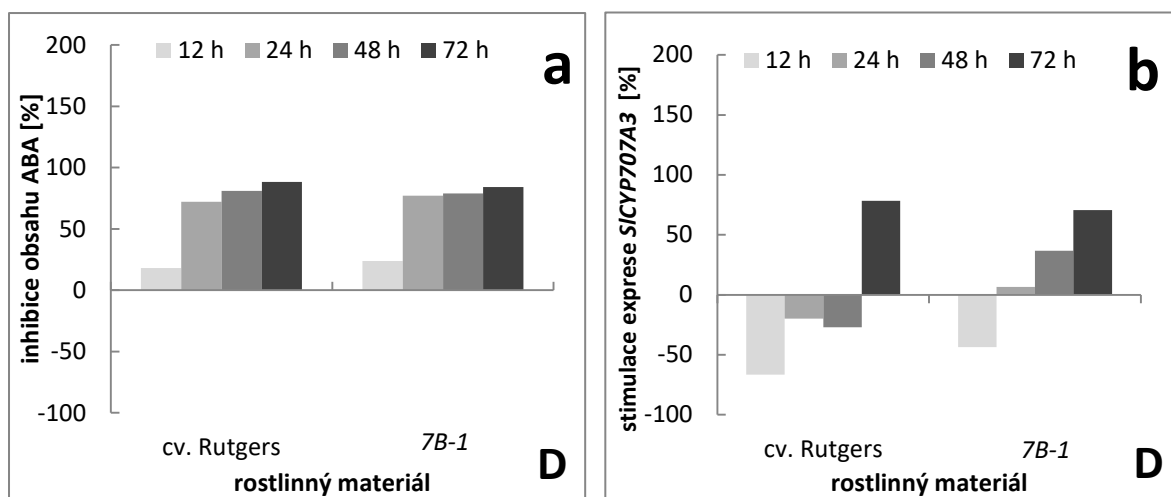 inhibice obsahu ABA [%]
200
150
100
50
0
-50
-100
12 h 24 h 48 h 72 h
a
cv. Rutgers 7B-1
D
rostlinný materiál
stimulace exprese SlCYP707A3 [%]
200
150
100
50
0
-50
-100
12 h 24 h 48 h 72 h
b
cv. Rutgers 7B-1
D
rostlinný materiál